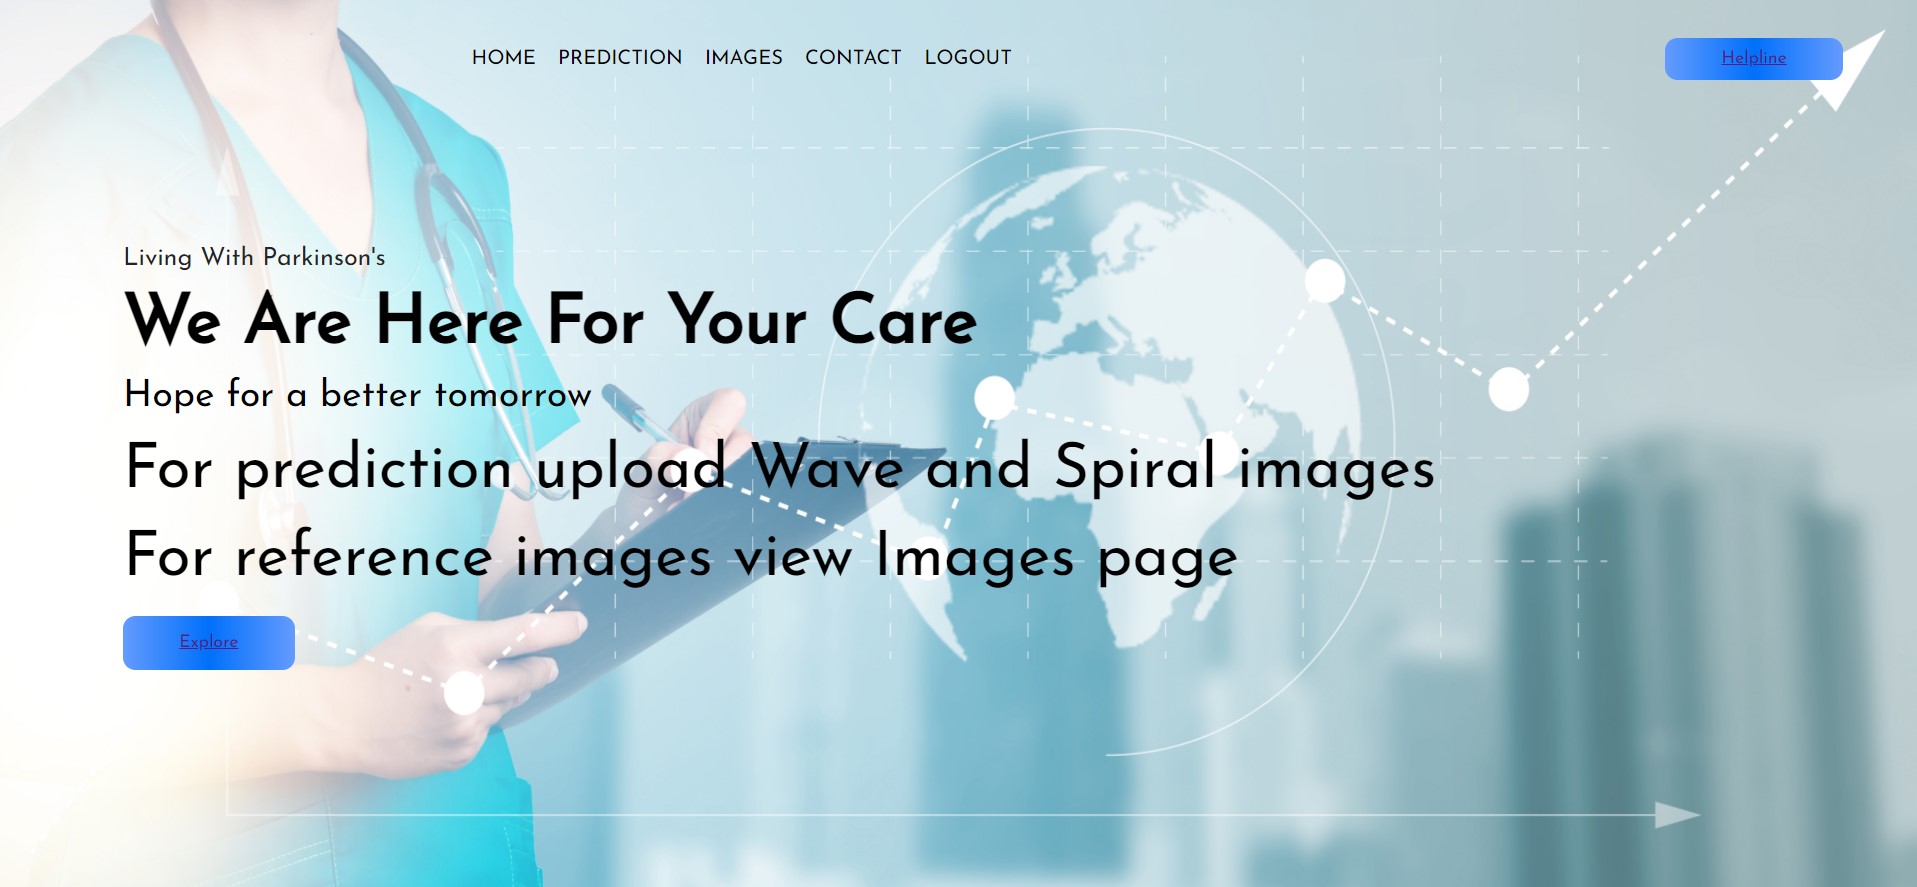 HOME PREDICTION IMAGES CONTACT LOGOUT Helpline
Living With Parkinson's
We Are Here For Your Care
Hope for a better tomorrow
For prediction upload Wave and Spiral images
For reference images view Images page
Explore